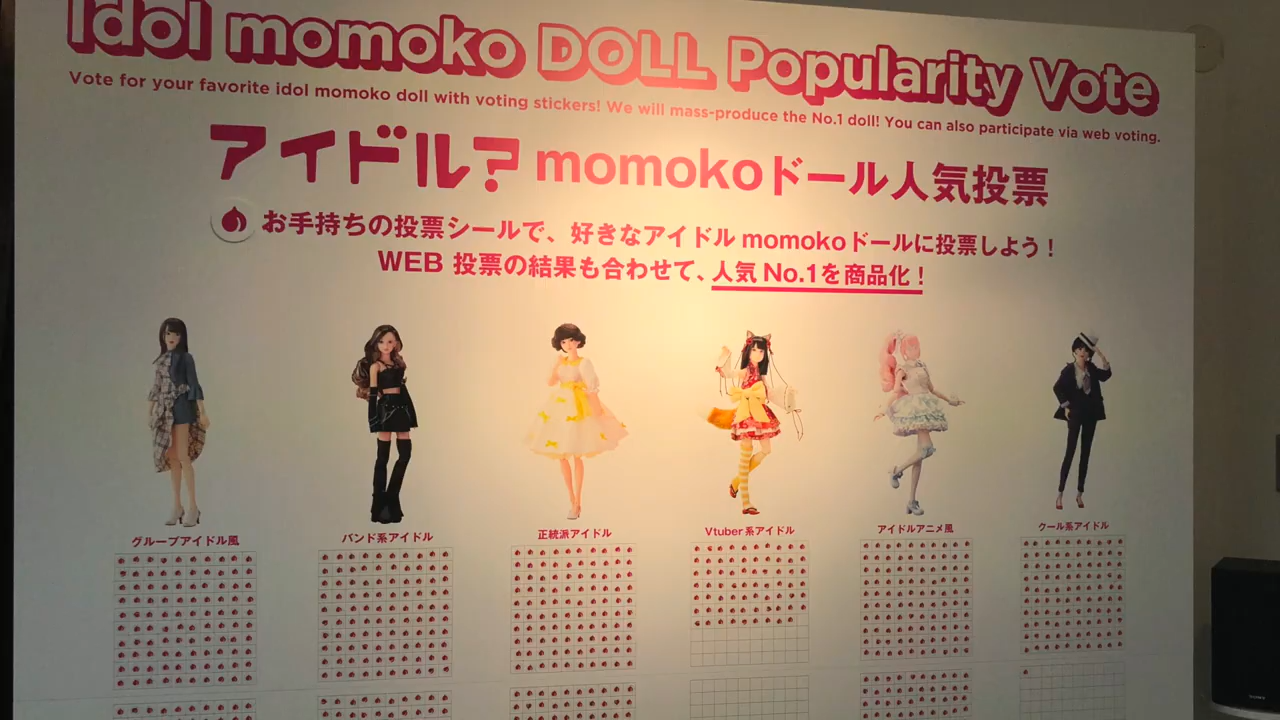 Idol momoko DOLL Popularity Vote
Vote for your favorite idol momoko doll with voting stickers! We will mass-produce the No.1 doll! You can also participate via web voting.
アイドル?momokoドール人気投票
お手持ちの投票シールで、好きなアイドルmomokoドールに投票しよう!
WEB 投票の結果も合わせて、人気 No.1を商品化!
グループアイドル風
バンド系アイドル
正統派アイドル
Vtuber系アイドル
アイドルアニメ風
クール系アイドル